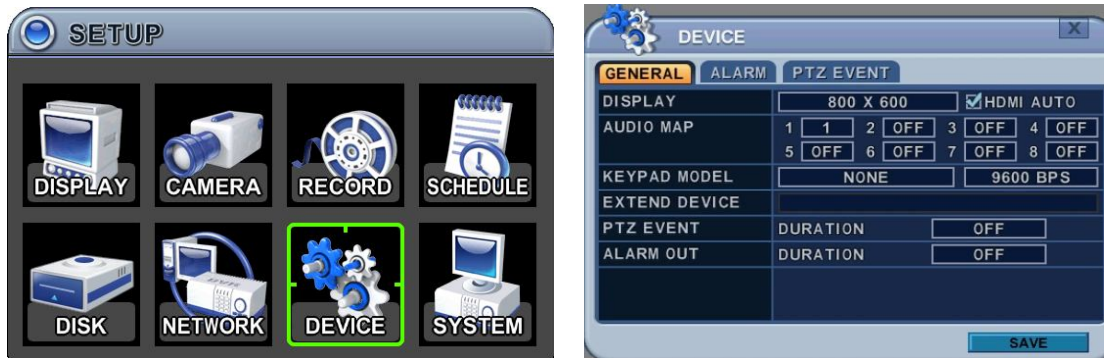 SETUP
DISPLAY CAMERA RECORD SCHEDULE
DISK NETWORK DEVICE SYSTEM
DEVICE X
GENERAL ALARM PTZ EVENT
DISPLAY 800 X 600 HDMI AUTO
AUDIO MAP 1 1 2 OFF 3 OFF 4 OFF
5 OFF 6 OFF 7 OFF 8 OFF
KEYPAD MODEL NONE 9600 BPS
EXTEND DEVICE
PTZ EVENT DURATION OFF
ALARM OUT DURATION OFF
SAVE